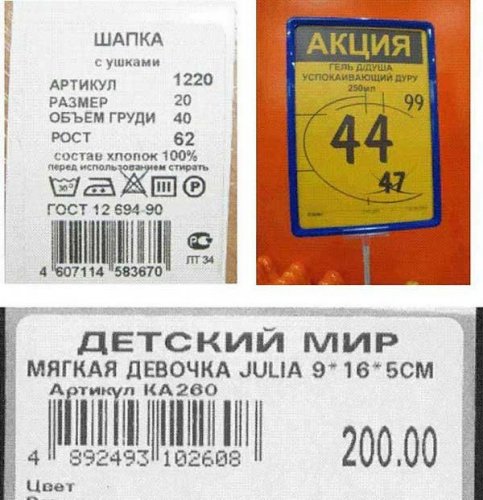 ШАПКА
с ушками
АРТИКУЛ 1220
РАЗМЕР 20
ОБЪЕМ ГРУДИ 40
РОСТ 62
состав хлопок 100%
перед использованием стирать
ГОСТ 12 694-90
4 607114 583670
ЛТ 34
АКЦИЯ
ГЕЛЬ Д/ДУША
УСПОКАИВАЮЩИЙ ДУРУ
250мл
44 99
47
ДЕТСКИЙ МИР
МЯГКАЯ ДЕВОЧКА JULIA 9*16*5СМ
Артикул КА260
4 892493 102608
200.00
Цвет